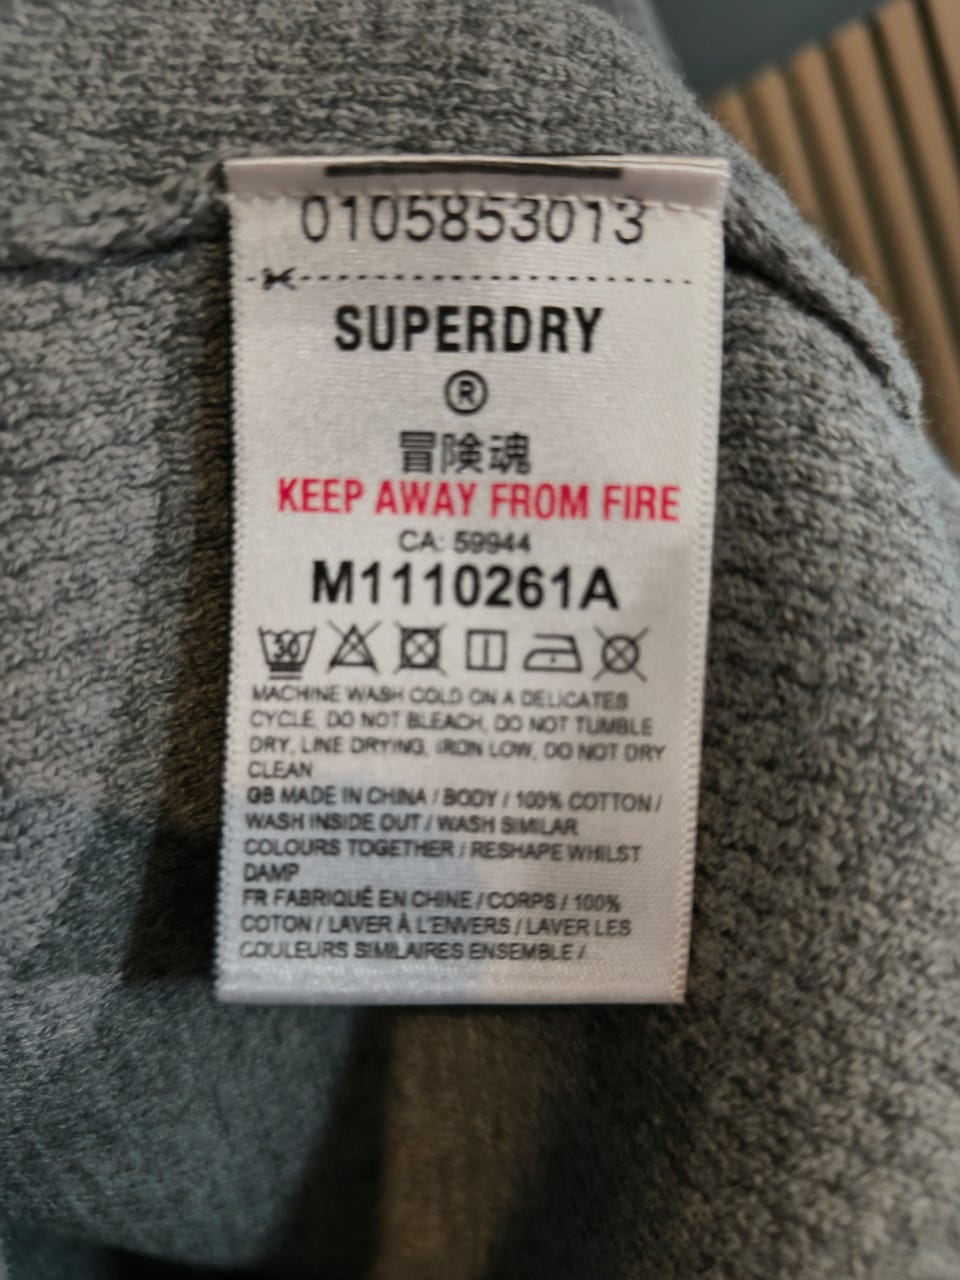 0105853013
SUPERDRY
®
冒険魂
KEEP AWAY FROM FIRE
CA: 59944
M1110261A
30
MACHINE WASH COLD ON A DELICATES
CYCLE, DO NOT BLEACH, DO NOT TUMBLE
DRY, LINE DRYING, IRON LOW, DO NOT DRY
CLEAN
GB MADE IN CHINA / BODY / 100% COTTON /
WASH INSIDE OUT / WASH SIMILAR
COLOURS TOGETHER / RESHAPE WHILST
DAMP
FR FABRIQUÉ EN CHINE / CORPS / 100%
COTON / LAVER À L'ENVERS / LAVER LES
COULEURS SIMILAIRES ENSEMBLE /